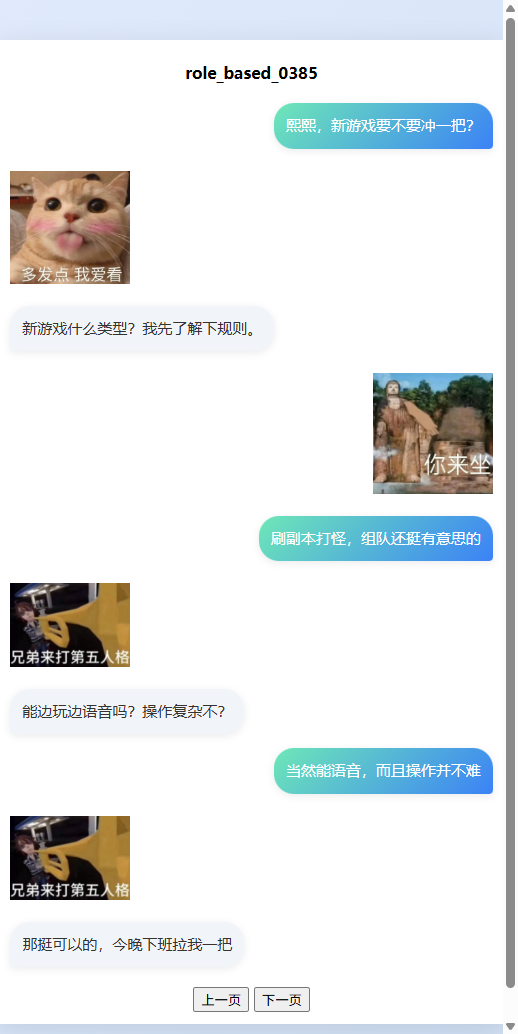 role_based_0385
熙熙，新游戏要不要冲一把？
多发点 我爱看
新游戏什么类型？我先了解下规则。
你来坐
刷副本打怪，组队还挺有意思的
兄弟来打第五人格
能边玩边语音吗？操作复杂不？
当然能语音，而且操作并不难
兄弟来打第五人格
那挺可以的，今晚下班拉我一把
上一页 下一页